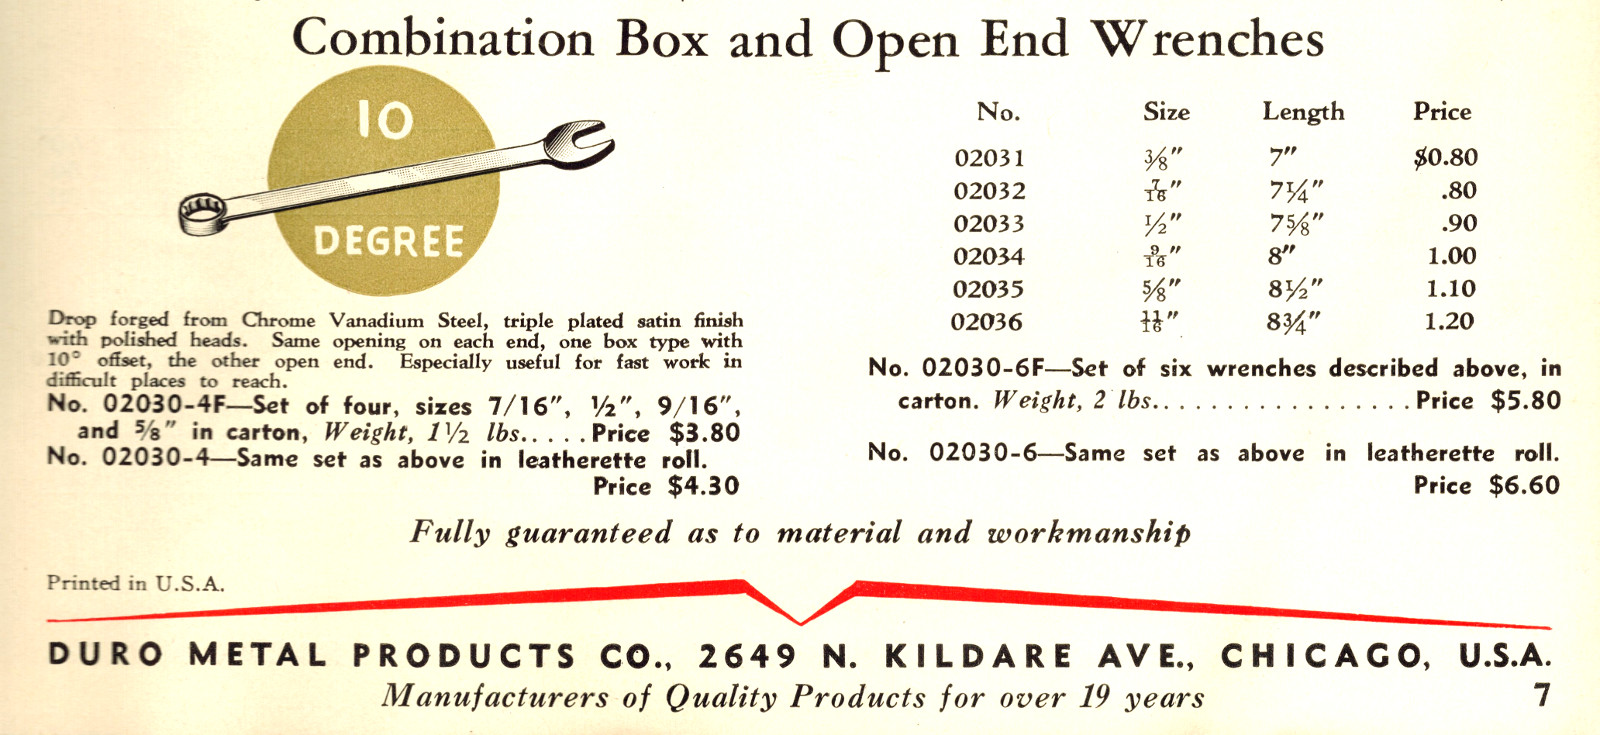 Combination Box and Open End Wrenches
10
DEGREE
Drop forged from Chrome Vanadium Steel, triple plated satin finish
with polished heads. Same opening on each end, one box type with
10° offset, the other open end. Especially useful for fast work in
difficult places to reach.
No. 02030-4F—Set of four, sizes 7/16", ½", 9/16",
and ⅝" in carton, Weight, 1½ lbs.....Price $3.80
No. 02030-4—Same set as above in leatherette roll.
Price $4.30
No. Size Length Price
02031 ⅜" 7" $0.80
02032 7/16" 7¼" .80
02033 ½" 7⅝" .90
02034 9/16" 8" 1.00
02035 ⅝" 8½" 1.10
02036 11/16" 8¾" 1.20
No. 02030-6F—Set of six wrenches described above, in
carton. Weight, 2 lbs..................Price $5.80
No. 02030-6—Same set as above in leatherette roll.
Price $6.60
Fully guaranteed as to material and workmanship
Printed in U.S.A.
DURO METAL PRODUCTS CO., 2649 N. KILDARE AVE., CHICAGO, U.S.A.
Manufacturers of Quality Products for over 19 years
7